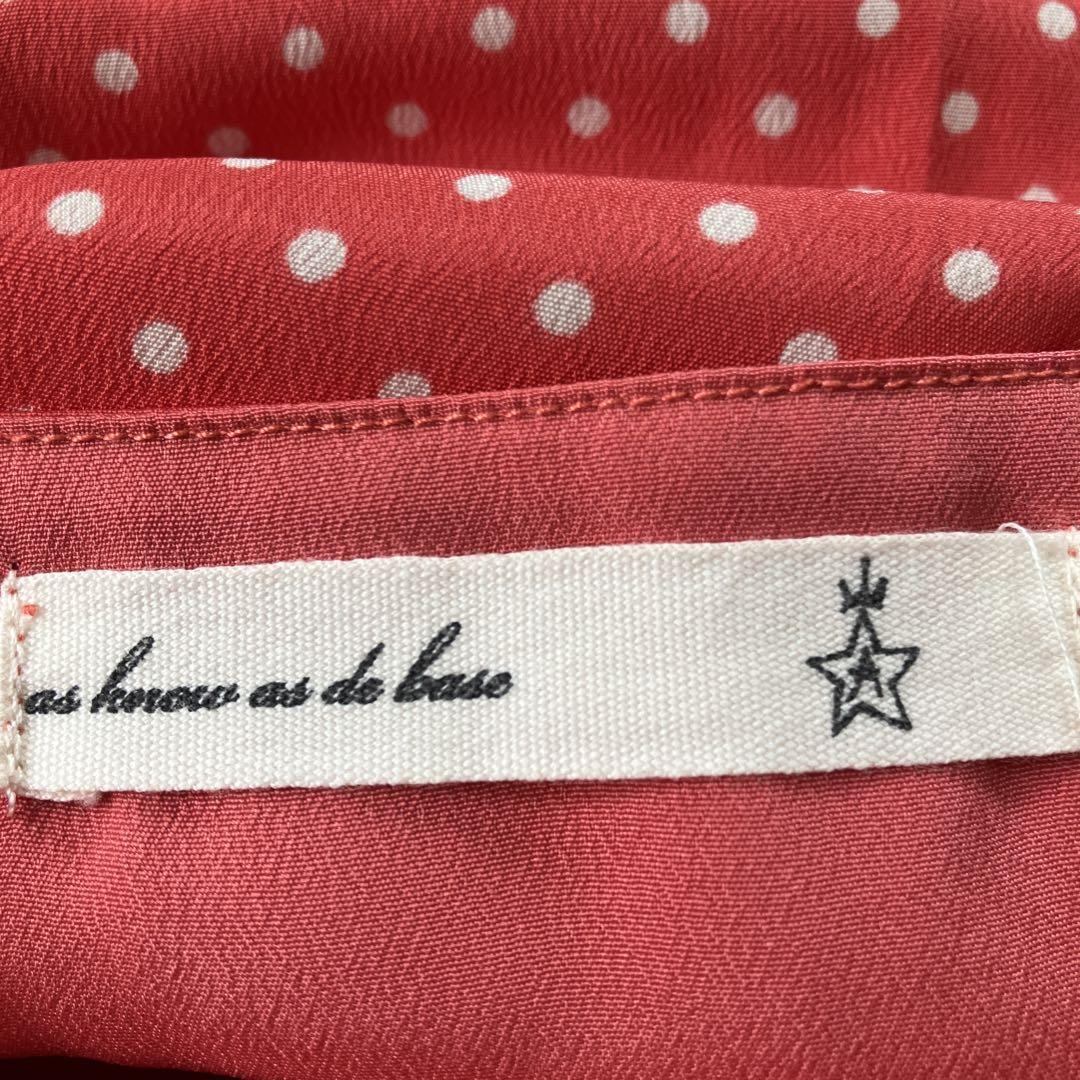 as know as de base
A